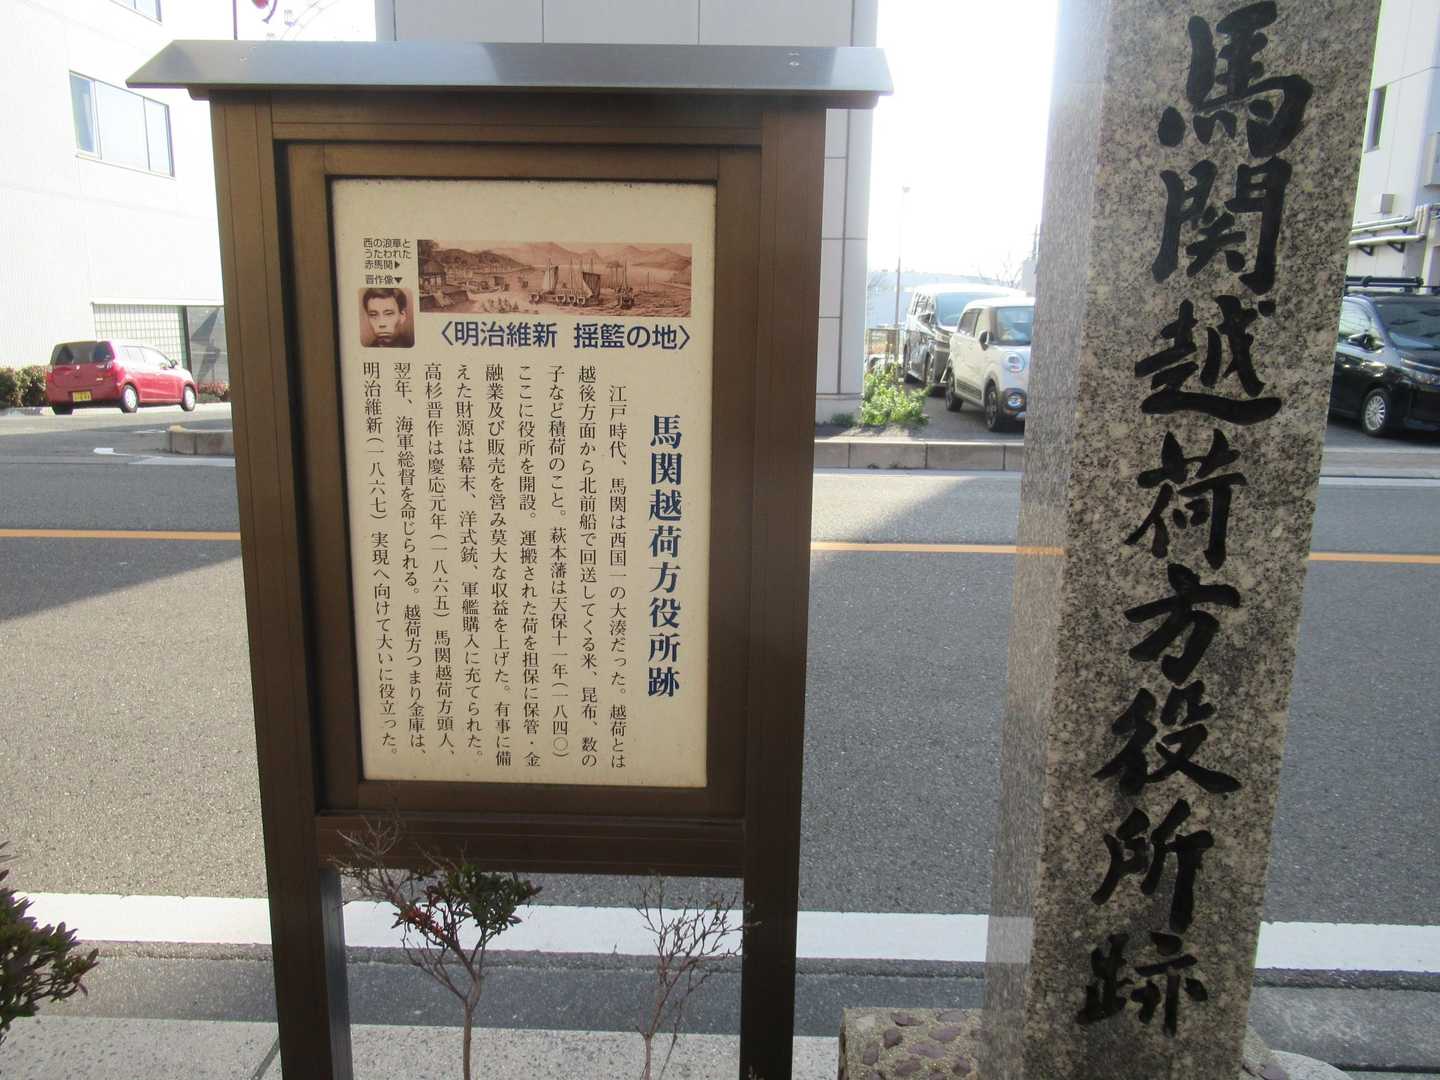 西の浪華と
うたわれた
赤馬関▶
晋作像▼
〈明治維新 揺籃の地〉
馬関越荷方役所跡
江戸時代、馬関は西国一の大湊だった。越荷とは
越後方面から北前船で回送してくる米、昆布、数の
子など積荷のこと。萩本藩は天保十一年(一八四〇)
ここに役所を開設。運搬された荷を担保に保管・金
融業及び販売を営み莫大な収益を上げた。有事に備
えた財源は幕末、洋式銃、軍艦購入に充てられた。
高杉晋作は慶応元年(一八六五)馬関越荷方頭人、
翌年、海軍総督を命じられる。越荷方つまり金庫は、
明治維新(一八六七)実現へ向けて大いに役立った。
馬関越荷方役所跡